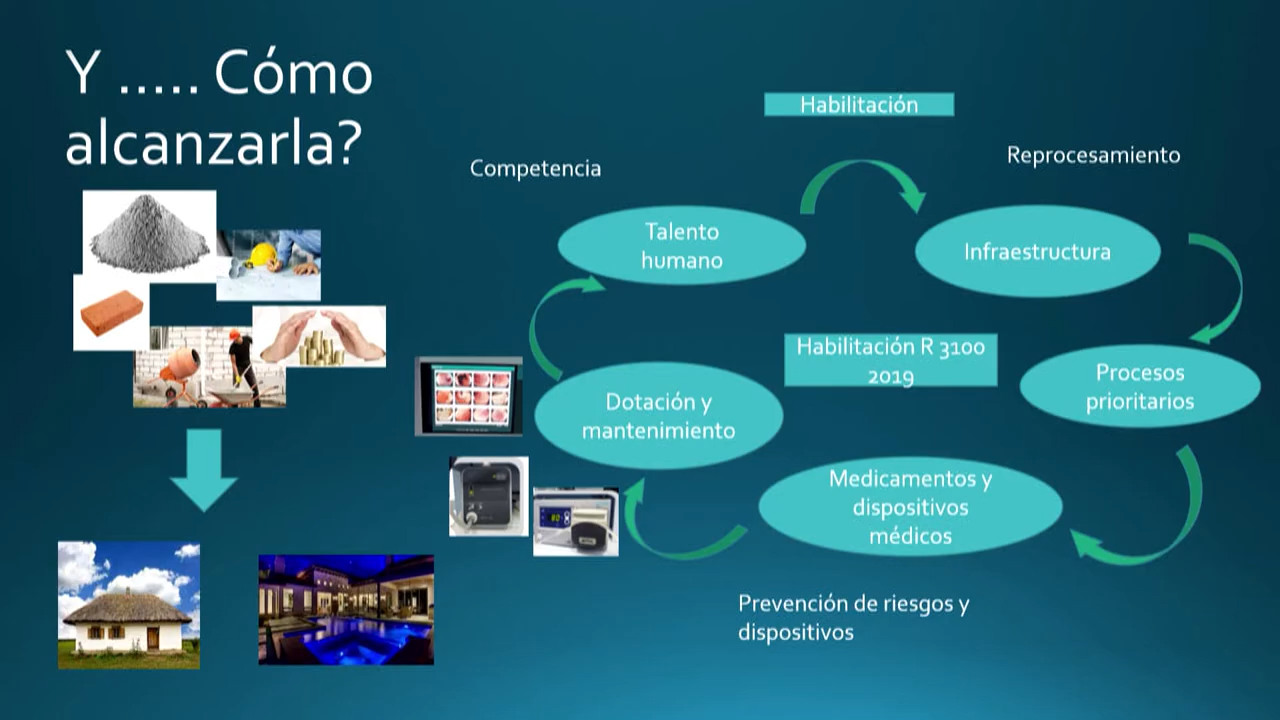 Y ..... Cómo
alcanzarla?
Habilitación
Competencia
Reprocesamiento
Talento
humano
Infraestructura
Habilitación R 3100
2019
Procesos
prioritarios
Dotación y
mantenimiento
Medicamentos y
dispositivos
médicos
80
Prevención de riesgos y
dispositivos